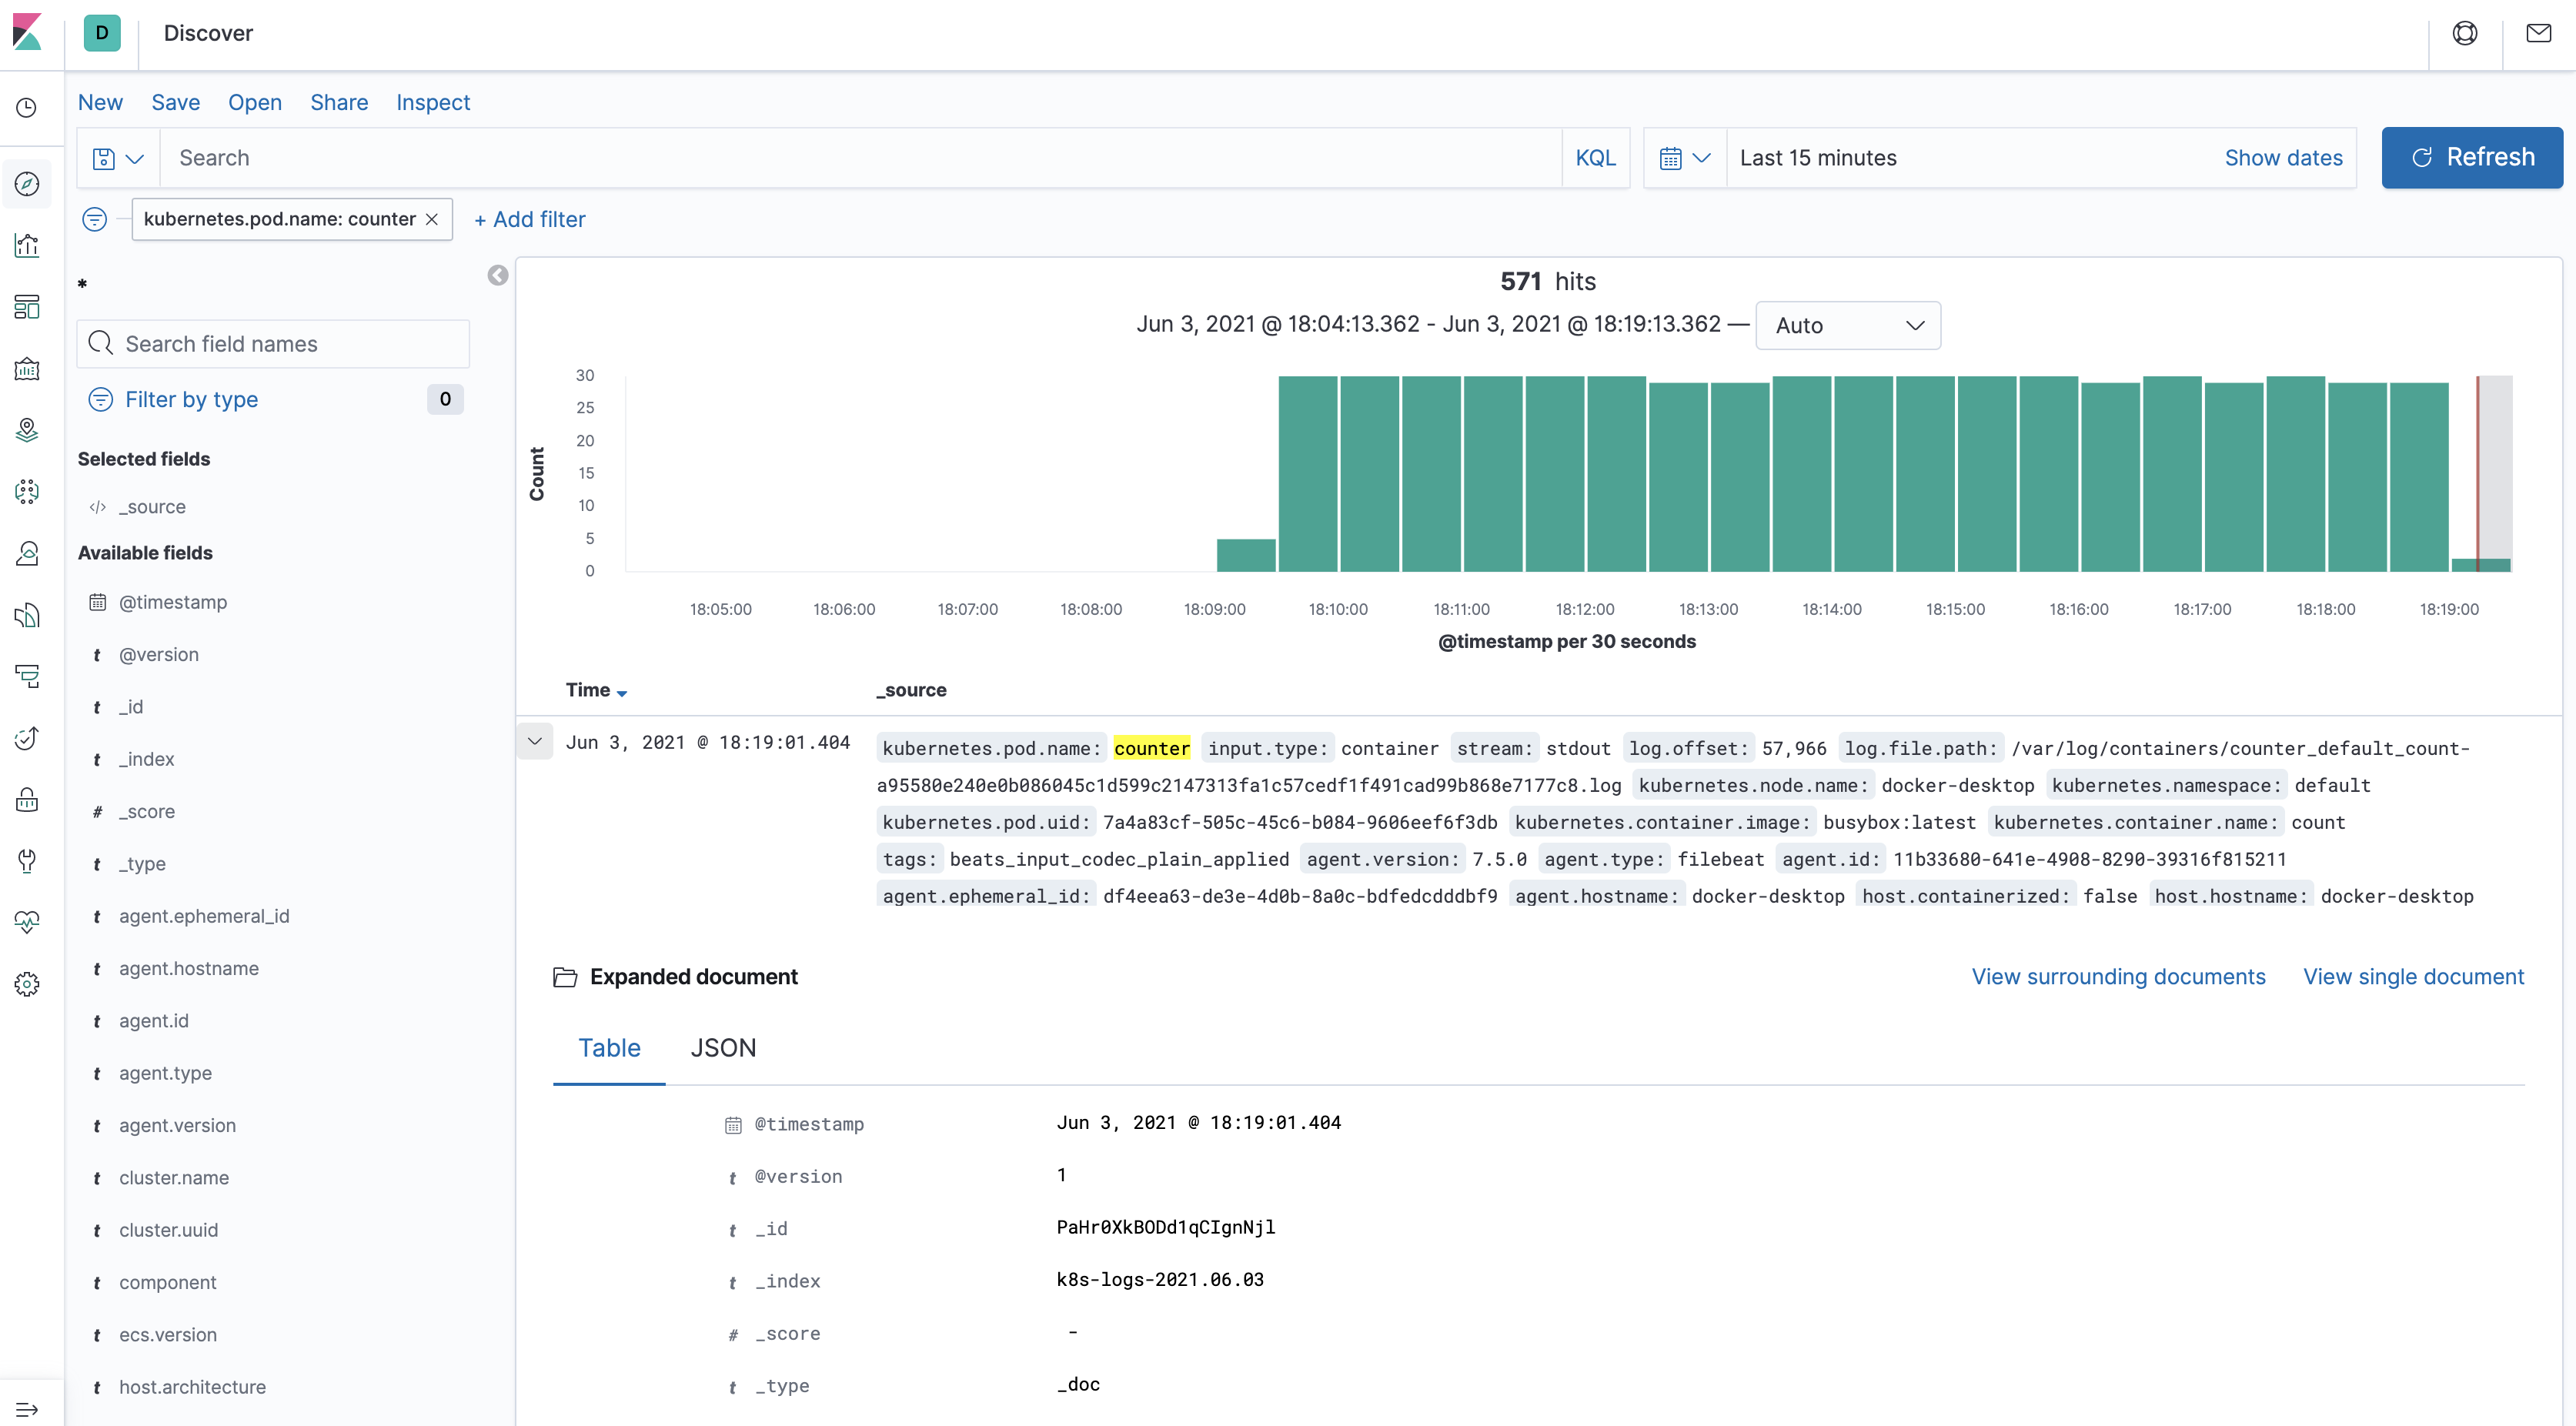 D
Discover
New Save Open Share Inspect
Search
KQL
Last 15 minutes
Show dates
Refresh
kubernetes.pod.name: counter
+ Add filter
*
Search field names
Filter by type
0
Selected fields
_source
Available fields
@timestamp
@version
_id
_index
_score
_type
agent.ephemeral_id
agent.hostname
agent.id
agent.type
agent.version
cluster.name
cluster.uuid
component
ecs.version
host.architecture
571 hits
Jun 3, 2021 @ 18:04:13.362 - Jun 3, 2021 @ 18:19:13.362 —
Auto
Count
30
25
20
15
10
5
0
18:05:00 18:06:00 18:07:00 18:08:00 18:09:00 18:10:00 18:11:00 18:12:00 18:13:00 18:14:00 18:15:00 18:16:00 18:17:00 18:18:00 18:19:00
@timestamp per 30 seconds
Time _source
Jun 3, 2021 @ 18:19:01.404
kubernetes.pod.name: counter input.type: container stream: stdout log.offset: 57,966 log.file.path: /var/log/containers/counter_default_count-
a95580e240e0b086045c1d599c2147313fa1c57cedf1f491cad99b868e7177c8.log kubernetes.node.name: docker-desktop kubernetes.namespace: default
kubernetes.pod.uid: 7a4a83cf-505c-45c6-b084-9606eef6f3db kubernetes.container.image: busybox:latest kubernetes.container.name: count
tags: beats_input_codec_plain_applied agent.version: 7.5.0 agent.type: filebeat agent.id: 11b33680-641e-4908-8290-39316f815211
agent.ephemeral_id: df4eea63-de3e-4d0b-8a0c-bdfedcdddbf9 agent.hostname: docker-desktop host.containerized: false host.hostname: docker-desktop
Expanded document
View surrounding documents
View single document
Table
JSON
@timestamp Jun 3, 2021 @ 18:19:01.404
t @version 1
t _id PaHr0XkBODd1qCIgnNjl
t _index k8s-logs-2021.06.03
# _score -
t _type _doc